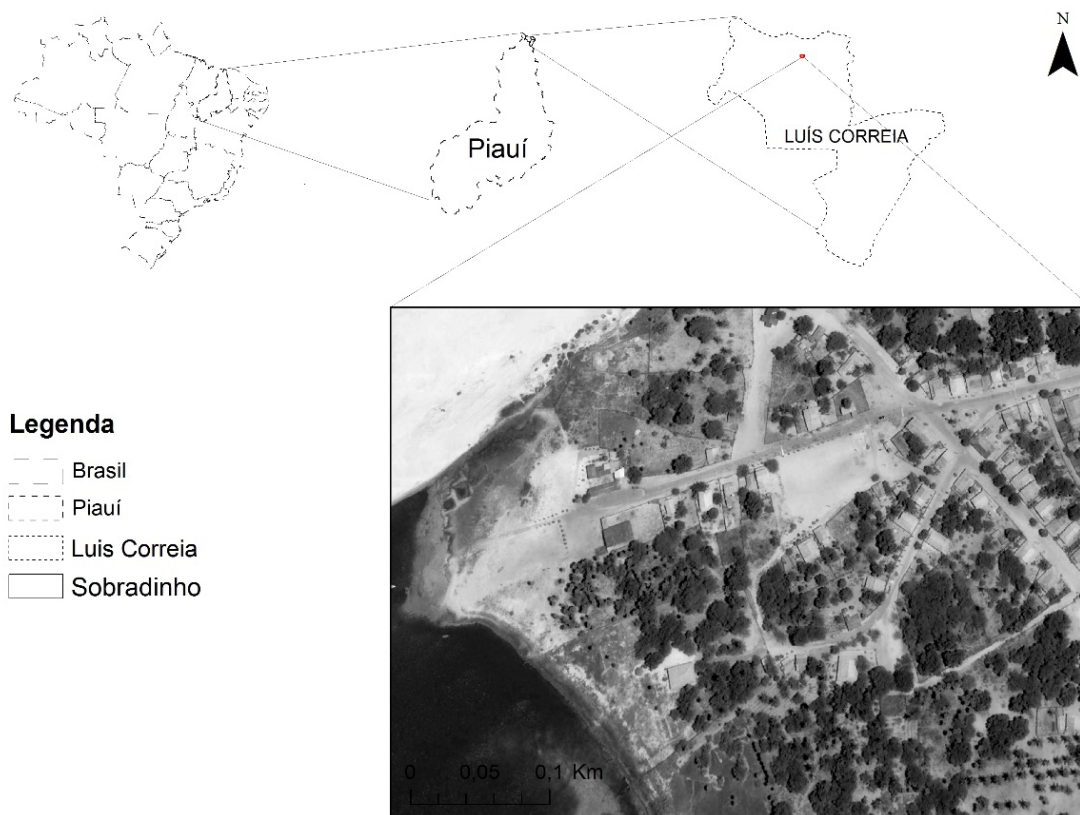 N
Piauí
LUÍS CORREIA
Legenda
Brasil
Piauí
Luis Correia
Sobradinho
0 0,05 0,1 Km